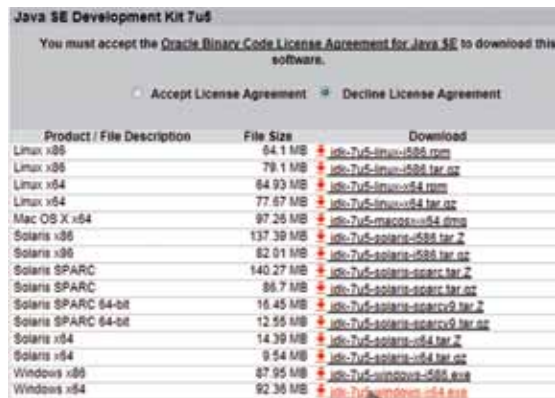 Java SE Development Kit 7u5
You must accept the Oracle Binary Code License Agreement for Java SE to download this
software.
Accept License Agreement Decline License Agreement
Product / File Description File Size Download
Linux x86 64.1 MB jdk-7u5-linux-i586.rpm
Linux x86 79.1 MB jdk-7u5-linux-i586.tar.gz
Linux x64 64.93 MB jdk-7u5-linux-x64.rpm
Linux x64 77.67 MB jdk-7u5-linux-x64.tar.gz
Mac OS X x64 97.26 MB jdk-7u5-macosx-x64.dmg
Solaris x86 137.39 MB jdk-7u5-solaris-i586.tar.Z
Solaris x86 82.01 MB jdk-7u5-solaris-i586.tar.gz
Solaris SPARC 140.27 MB jdk-7u5-solaris-sparc.tar.Z
Solaris SPARC 86.7 MB jdk-7u5-solaris-sparc.tar.gz
Solaris SPARC 64-bit 16.45 MB jdk-7u5-solaris-sparcv9.tar.Z
Solaris SPARC 64-bit 12.55 MB jdk-7u5-solaris-sparcv9.tar.gz
Solaris x64 14.39 MB jdk-7u5-solaris-x64.tar.Z
Solaris x64 9.54 MB jdk-7u5-solaris-x64.tar.gz
Windows x86 87.95 MB jdk-7u5-windows-i586.exe
Windows x64 92.36 MB jdk-7u5-windows-x64.exe